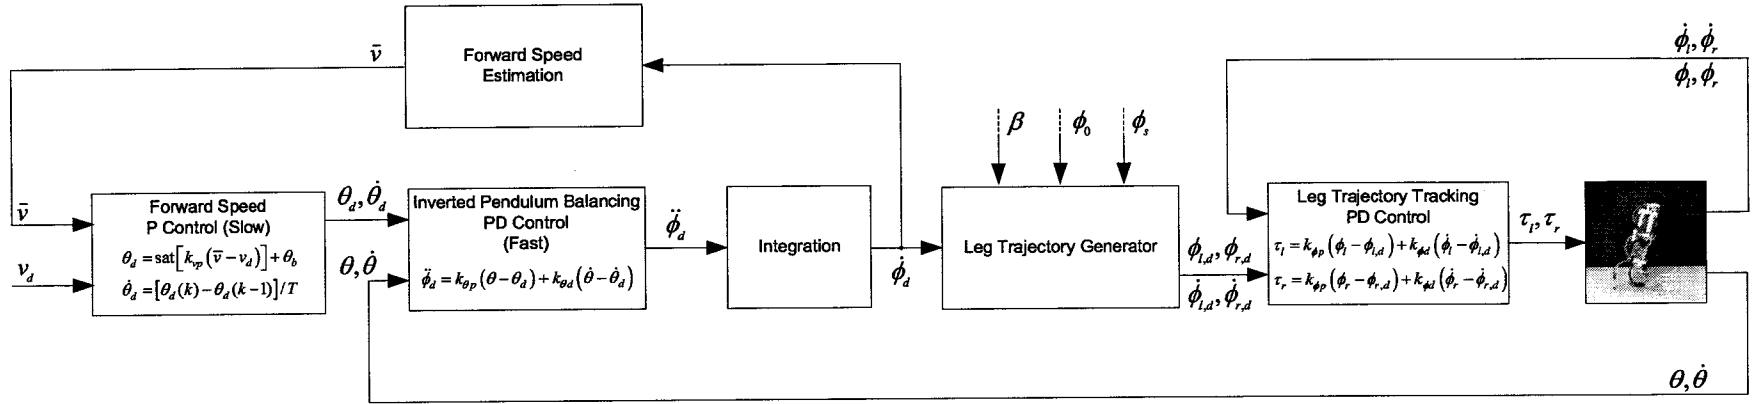 v̄
Forward Speed
Estimation
ϕ̇_l, ϕ̇_r
ϕ_l, ϕ_r
β
ϕ_0
ϕ_s
v̄
v_d
Forward Speed
P Control (Slow)
θ_d = sat[k_vp(v̄ − v_d)] + θ_b
θ̇_d = [θ_d(k) − θ_d(k−1)]/T
θ_d, θ̇_d
θ, θ̇
Inverted Pendulum Balancing
PD Control
(Fast)
ϕ̈_d = k_θp(θ − θ_d) + k_θd(θ̇ − θ̇_d)
ϕ̈_d
Integration
ϕ̇_d
Leg Trajectory Generator
ϕ_l,d, ϕ_r,d
ϕ̇_l,d, ϕ̇_r,d
Leg Trajectory Tracking
PD Control
τ_l = k_ϕp(ϕ_l − ϕ_l,d) + k_ϕd(ϕ̇_l − ϕ̇_l,d)
τ_r = k_ϕp(ϕ_r − ϕ_r,d) + k_ϕd(ϕ̇_r − ϕ̇_r,d)
τ_l, τ_r
θ, θ̇